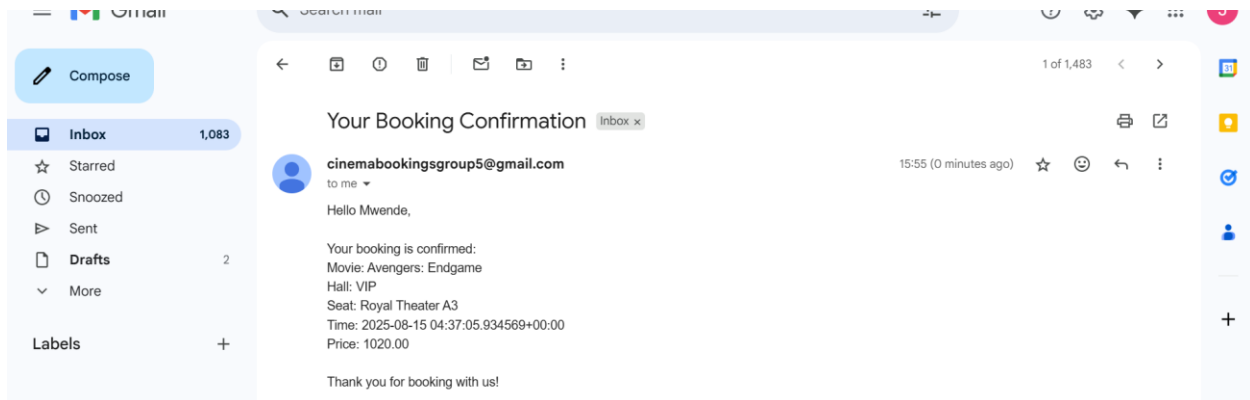 Gmail
Search mail
Compose
1 of 1,483
Your Booking Confirmation Inbox x
Inbox 1,083
cinemabookingsgroup5@gmail.com 15:55 (0 minutes ago)
Starred
to me
Snoozed
Hello Mwende,
Sent
Your booking is confirmed:
Drafts 2
Movie: Avengers: Endgame
More
Hall: VIP
Seat: Royal Theater A3
Time: 2025-08-15 04:37:05.934569+00:00
Labels
Price: 1020.00
Thank you for booking with us!
31